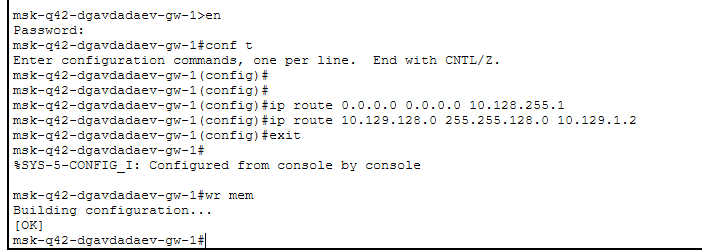 msk-q42-dgavdadaev-gw-1>en
Password:
msk-q42-dgavdadaev-gw-1#conf t
Enter configuration commands, one per line.  End with CNTL/Z.
msk-q42-dgavdadaev-gw-1(config)#
msk-q42-dgavdadaev-gw-1(config)#
msk-q42-dgavdadaev-gw-1(config)#ip route 0.0.0.0 0.0.0.0 10.128.255.1
msk-q42-dgavdadaev-gw-1(config)#ip route 10.129.128.0 255.255.128.0 10.129.1.2
msk-q42-dgavdadaev-gw-1(config)#exit
msk-q42-dgavdadaev-gw-1#
%SYS-5-CONFIG_I: Configured from console by console
msk-q42-dgavdadaev-gw-1#wr mem
Building configuration...
[OK]
msk-q42-dgavdadaev-gw-1#